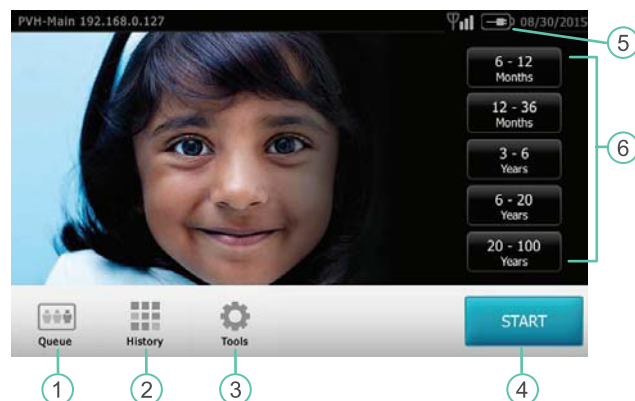 PVH-Main 192.168.0.127 08/30/2015
5
6 - 12
Months
12 - 36
Months
3 - 6
Years
6 - 20
Years
20 - 100
Years
6
START
Queue History Tools
1 2 3 4